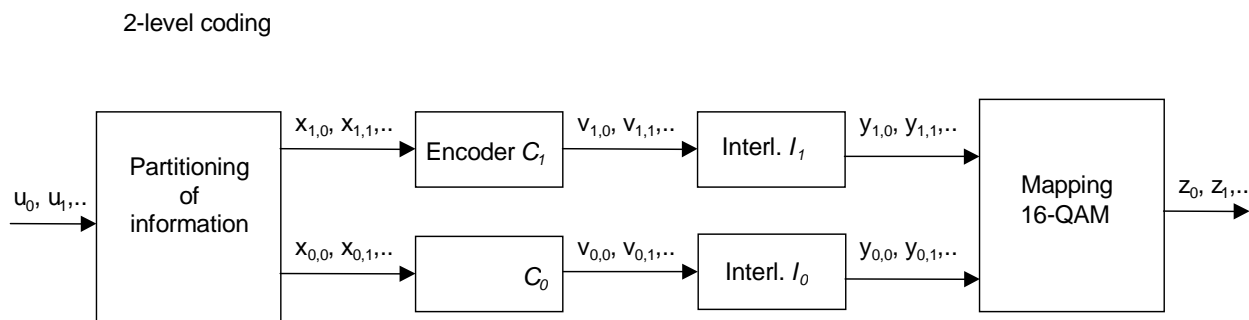 2-level coding
x1,0, x1,1,..
v1,0, v1,1,..
y1,0, y1,1,..
Partitioning
of
information
Encoder C1
Interl. I1
Mapping
16-QAM
u0, u1,..
z0, z1,..
x0,0, x0,1,..
v0,0, v0,1,..
y0,0, y0,1,..
C0
Interl. I0